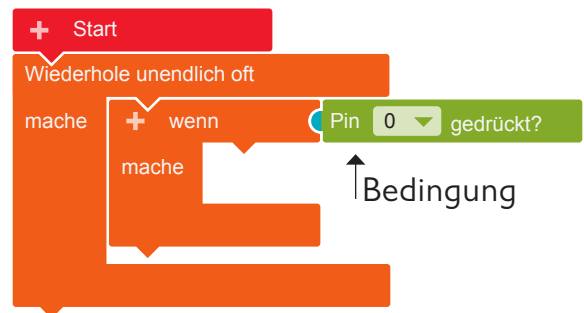 + Start
Wiederhole unendlich oft
mache + wenn Pin 0 gedrückt?
mache
Bedingung